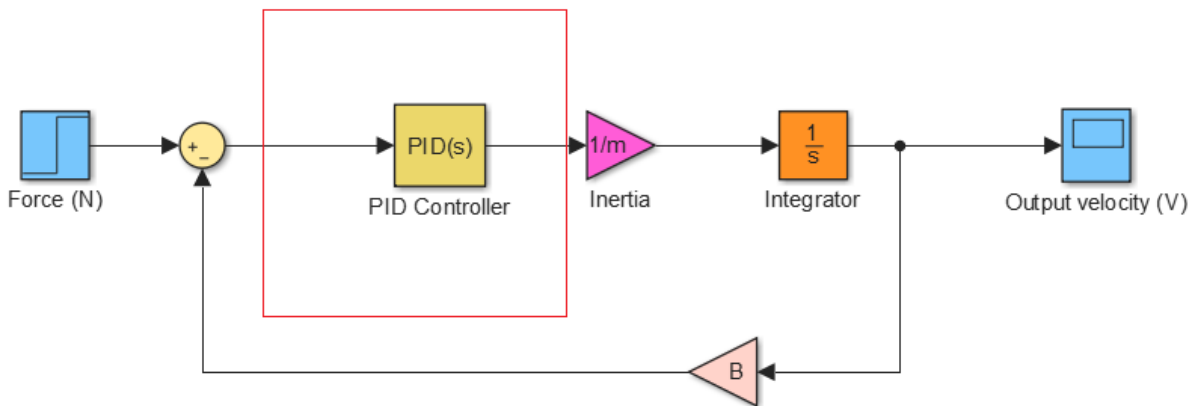 +
−
PID(s)
1/m
1
s
Force (N)
PID Controller
Inertia
Integrator
Output velocity (V)
B